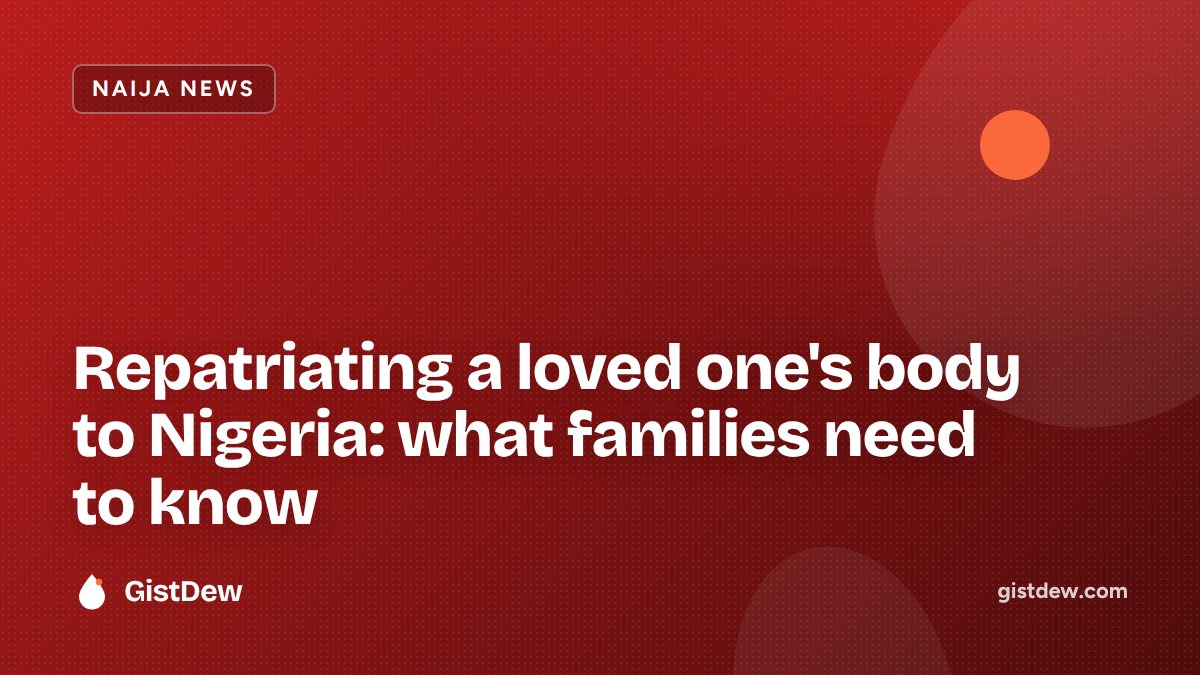 NAIJA NEWS
Repatriating a loved one's body
to Nigeria: what families need
to know
GistDew
gistdew.com